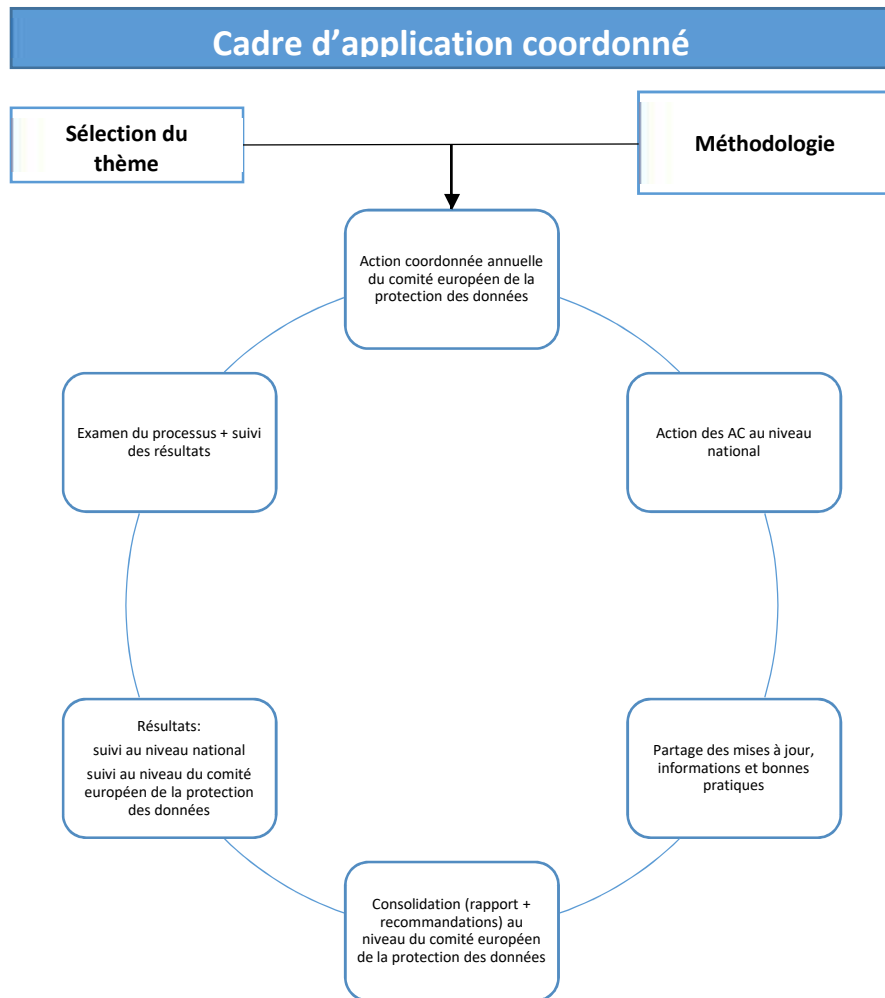 Cadre d'application coordonné
Sélection du
thème
Méthodologie
Action coordonnée annuelle
du comité européen de la
protection des données
Examen du processus + suivi
des résultats
Action des AC au niveau
national
Résultats:
suivi au niveau national
suivi au niveau du comité
européen de la protection
des données
Partage des mises à jour,
informations et bonnes
pratiques
Consolidation (rapport +
recommandations) au
niveau du comité européen
de la protection des données